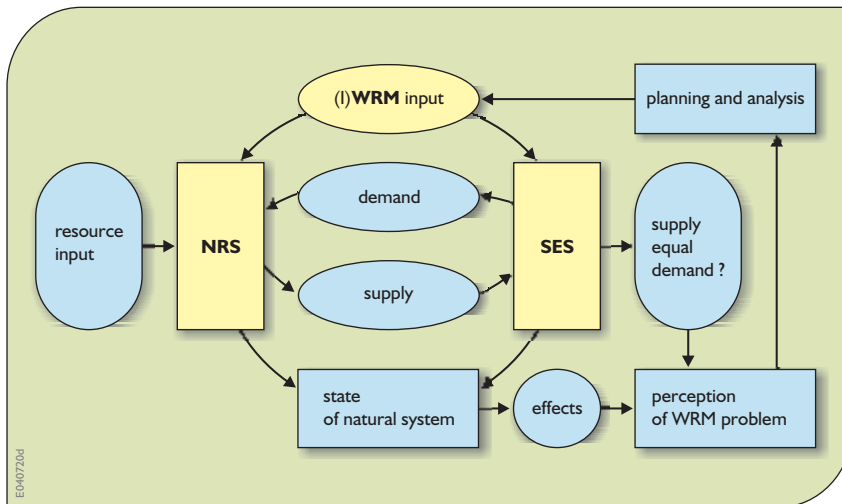 (I)WRM input
planning and analysis
resource
input
NRS
demand
supply
SES
supply
equal
demand ?
state
of natural system
effects
perception
of WRM problem
E040720d